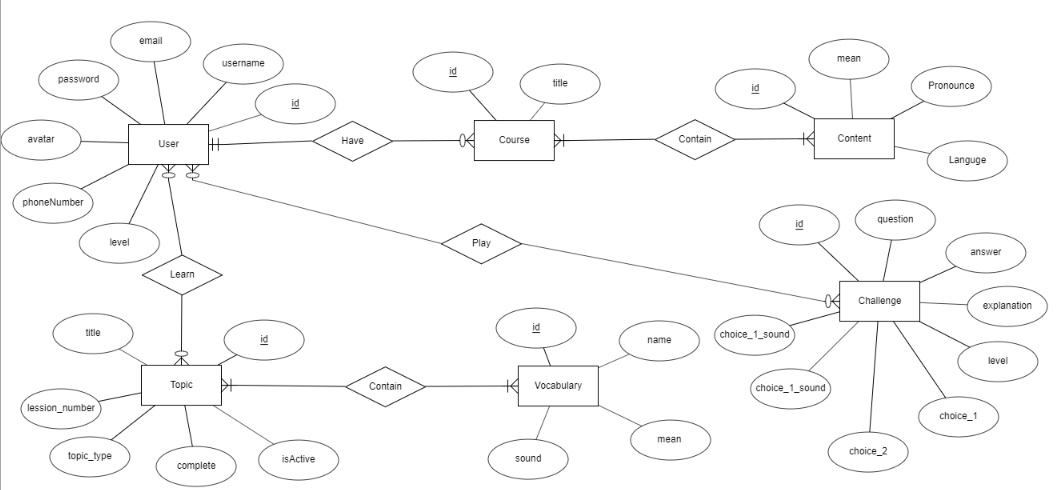 email
username
password
id
avatar
User
phoneNumber
level
Have
id
title
Course
Contain
id
mean
Pronounce
Content
Languge
Learn
Play
id
question
answer
Challenge
explanation
choice_1_sound
choice_1_sound
level
choice_1
choice_2
title
id
Topic
lession_number
topic_type
complete
isActive
Contain
id
name
Vocabulary
mean
sound